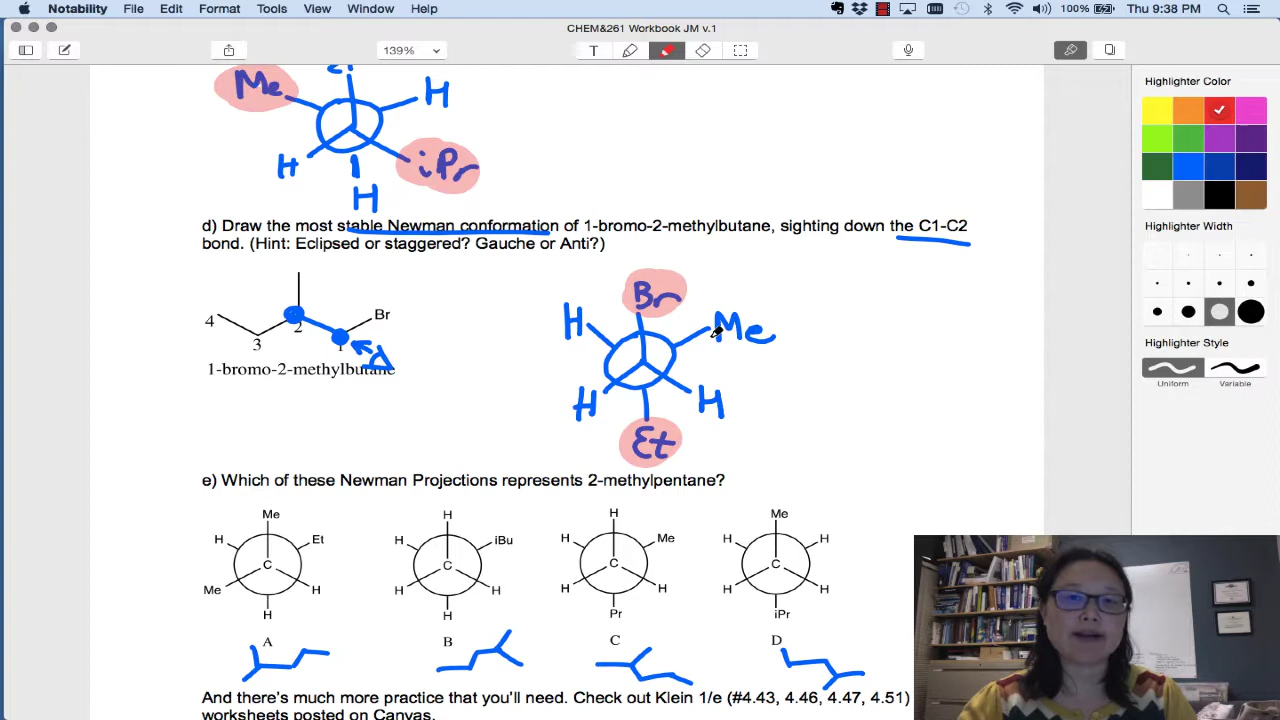 Notability File Edit Format Tools View Window Help 100% Thu 9:38 PM
CHEM&261 Workbook JM v.1
139% T
Highlighter Color
Me H
H iPr
H
d) Draw the most stable Newman conformation of 1-bromo-2-methylbutane, sighting down the C1-C2
bond. (Hint: Eclipsed or staggered? Gauche or Anti?)
Highlighter Width
Br
H Me
4 2 Br
3 1
1-bromo-2-methylbutane
Highlighter Style
Uniform Variable
H H
Et
e) Which of these Newman Projections represents 2-methylpentane?
Me H H Me
H Et H iBu H Me H H
C C C C
Me H H H H H H H
H H Pr iPr
A B C D
And there's much more practice that you'll need. Check out Klein 1/e (#4.43, 4.46, 4.47, 4.51)
worksheets posted on Canvas.